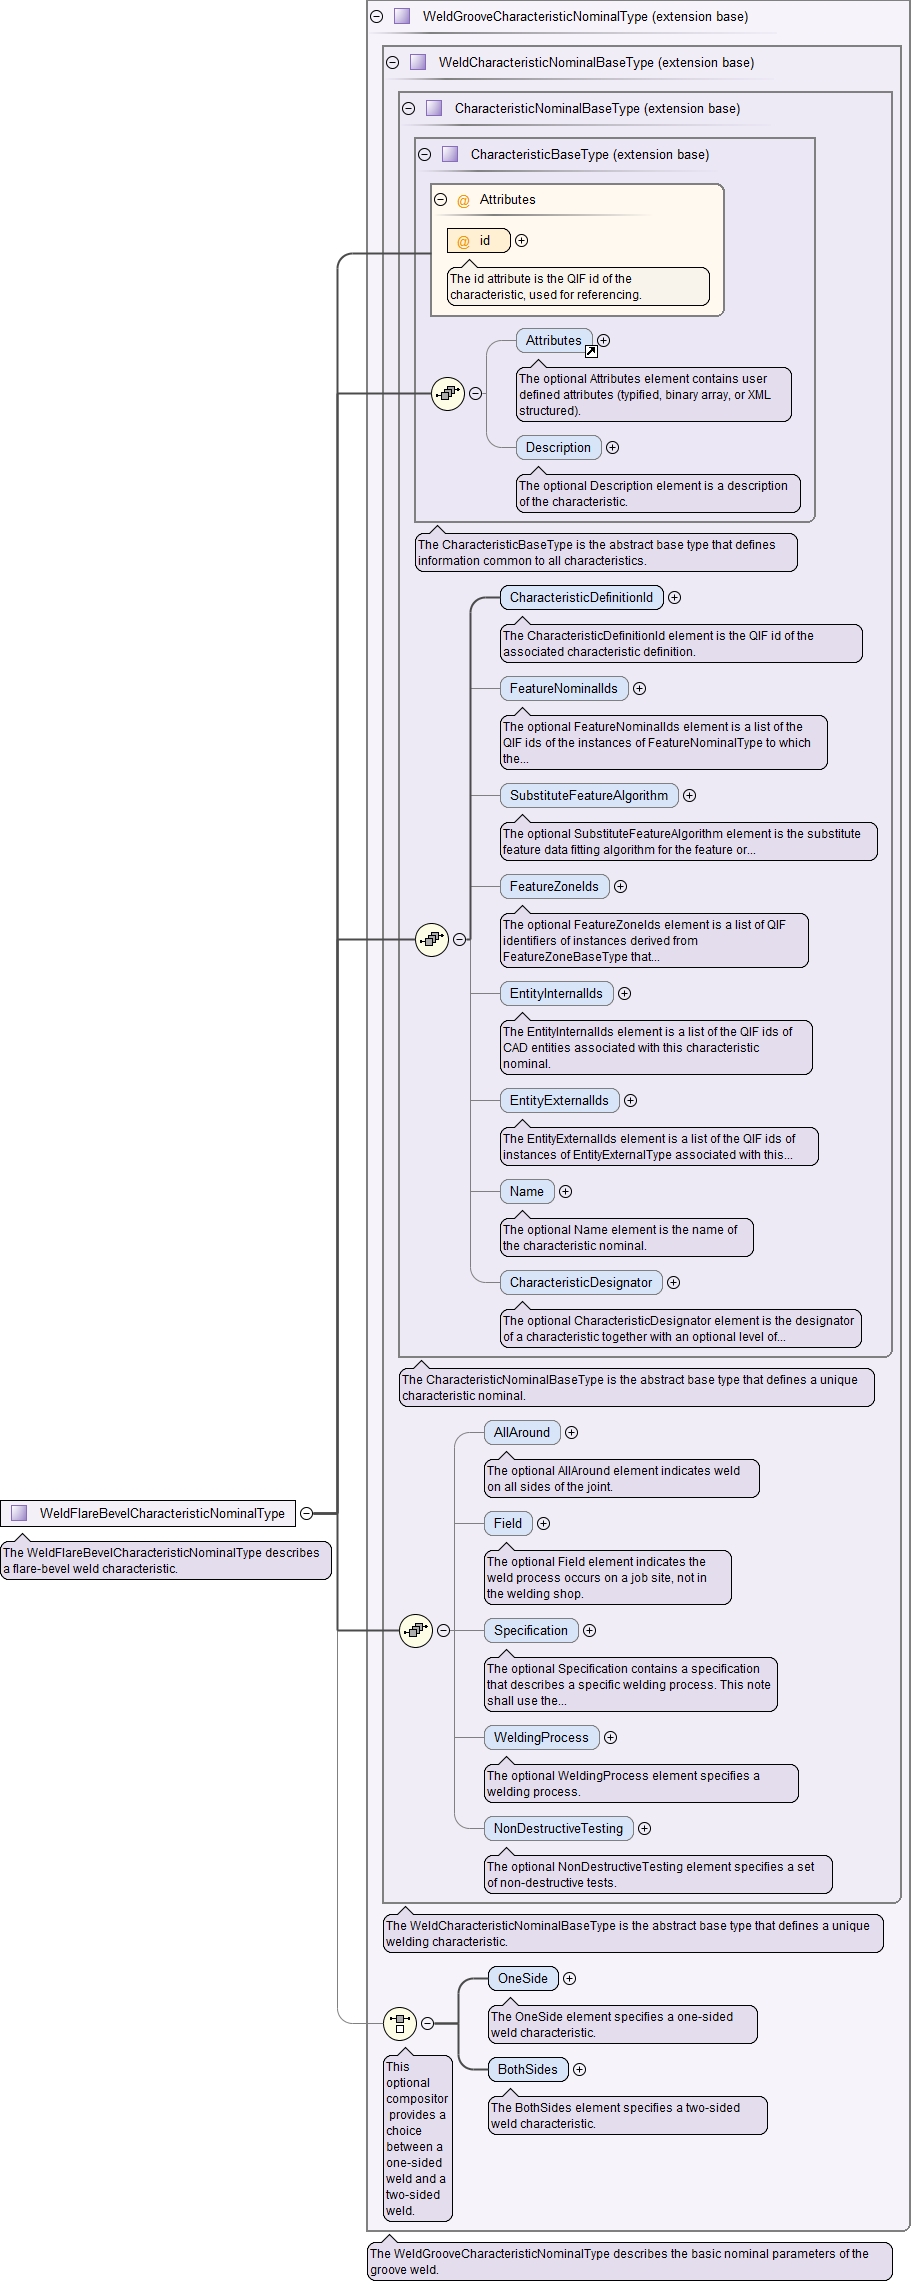 WeldGrooveCharacteristicNominalType (extension base)
WeldCharacteristicNominalBaseType (extension base)
CharacteristicNominalBaseType (extension base)
CharacteristicBaseType (extension base)
@ Attributes
@ id
The id attribute is the QIF id of the
characteristic, used for referencing.
Attributes
The optional Attributes element contains user
defined attributes (typified, binary array, or XML
structured).
Description
The optional Description element is a description
of the characteristic.
The CharacteristicBaseType is the abstract base type that defines
information common to all characteristics.
CharacteristicDefinitionId
The CharacteristicDefinitionId element is the QIF id of the
associated characteristic definition.
FeatureNominalIds
The optional FeatureNominalIds element is a list of the
QIF ids of the instances of FeatureNominalType to which
the...
SubstituteFeatureAlgorithm
The optional SubstituteFeatureAlgorithm element is the substitute
feature data fitting algorithm for the feature or...
FeatureZoneIds
The optional FeatureZoneIds element is a list of QIF
identifiers of instances derived from
FeatureZoneBaseType that...
EntityInternalIds
The EntityInternalIds element is a list of the QIF ids of
CAD entities associated with this characteristic
nominal.
EntityExternalIds
The EntityExternalIds element is a list of the QIF ids of
instances of EntityExternalType associated with this...
Name
The optional Name element is the name of
the characteristic nominal.
CharacteristicDesignator
The optional CharacteristicDesignator element is the designator
of a characteristic together with an optional level of...
The CharacteristicNominalBaseType is the abstract base type that defines a unique
characteristic nominal.
AllAround
The optional AllAround element indicates weld
on all sides of the joint.
WeldFlareBevelCharacteristicNominalType
The WeldFlareBevelCharacteristicNominalType describes
a flare-bevel weld characteristic.
Field
The optional Field element indicates the
weld process occurs on a job site, not in
the welding shop.
Specification
The optional Specification contains a specification
that describes a specific welding process. This note
shall use the...
WeldingProcess
The optional WeldingProcess element specifies a
welding process.
NonDestructiveTesting
The optional NonDestructiveTesting element specifies a set
of non-destructive tests.
The WeldCharacteristicNominalBaseType is the abstract base type that defines a unique
welding characteristic.
OneSide
The OneSide element specifies a one-sided
weld characteristic.
BothSides
The BothSides element specifies a two-sided
weld characteristic.
This
optional
compositor
provides a
choice
between a
one-sided
weld and a
two-sided
weld.
The WeldGrooveCharacteristicNominalType describes the basic nominal parameters of the
groove weld.